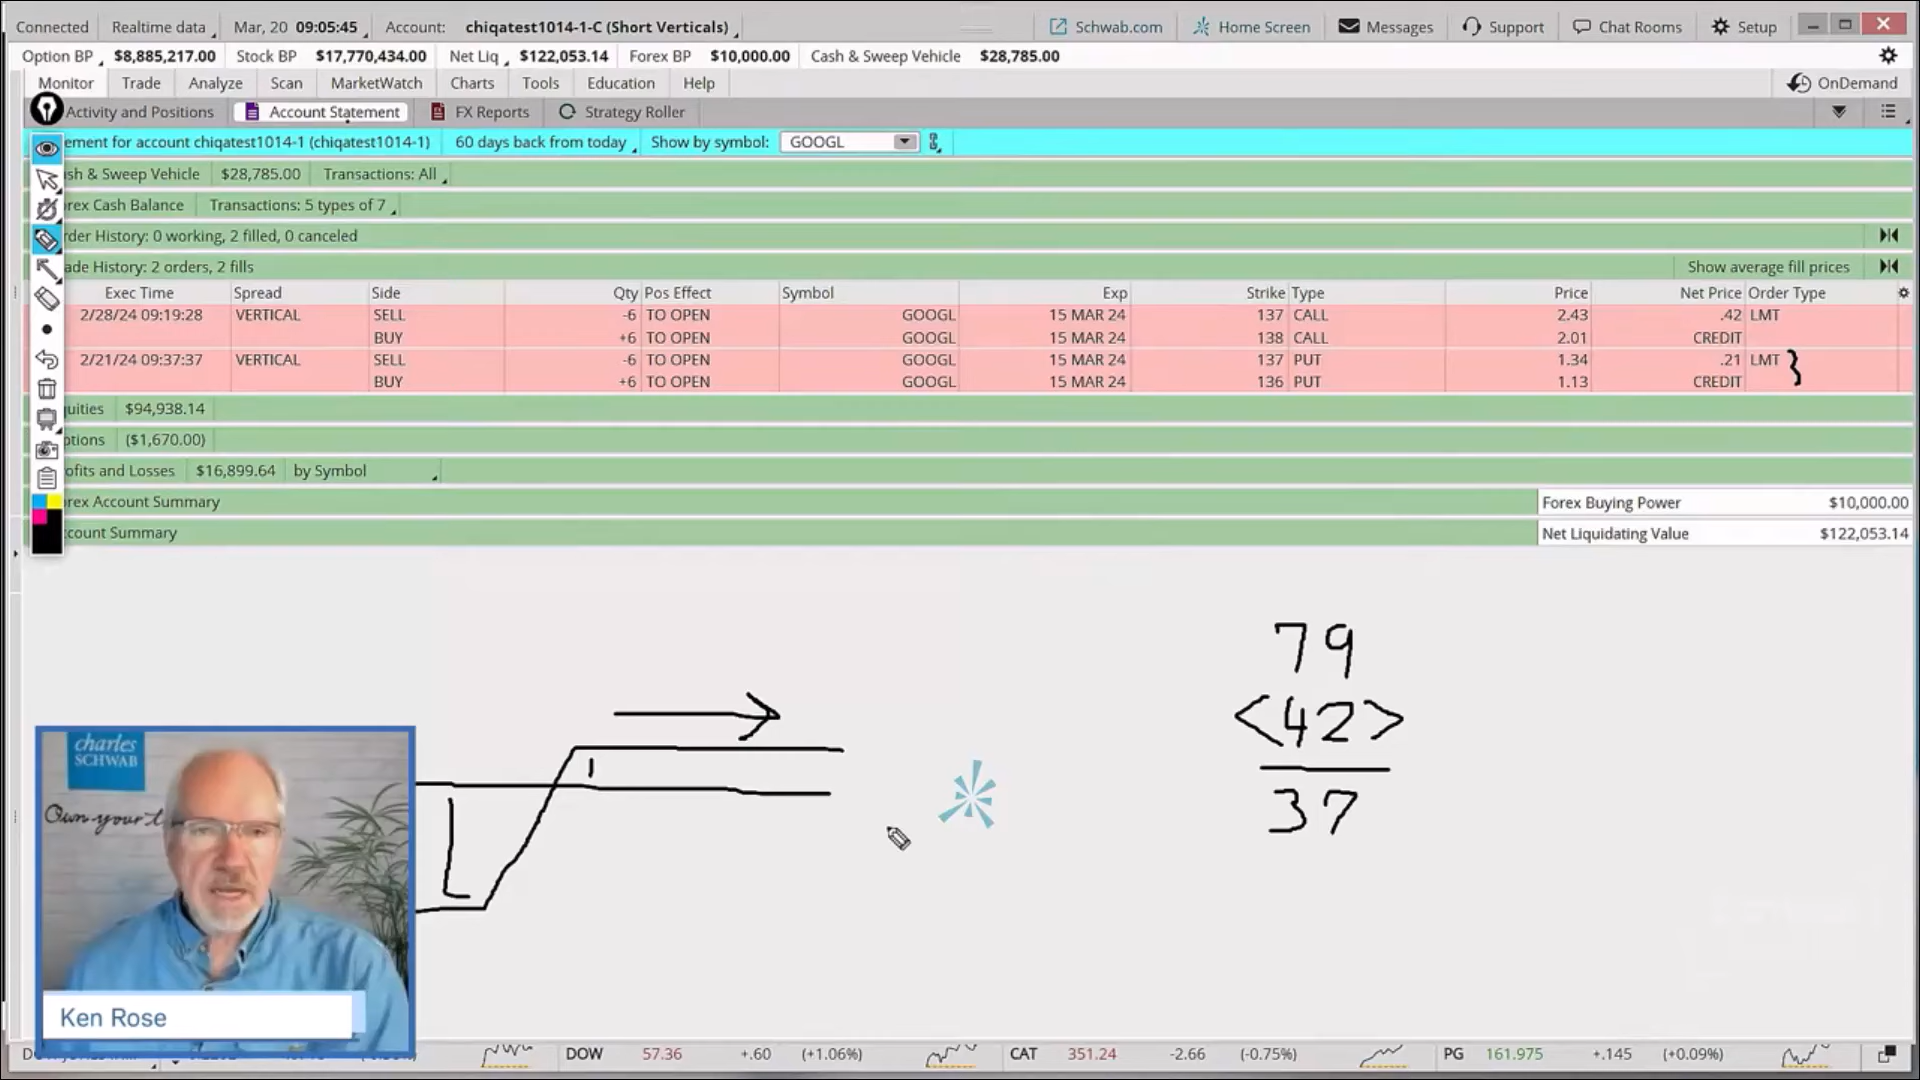 Connected Realtime data Mar, 20 09:05:45 Account: chiqatest1014-1-C (Short Verticals) Schwab.com Home Screen Messages Support Chat Rooms Setup
Option BP $8,885,217.00 Stock BP $17,770,434.00 Net Liq $122,053.14 Forex BP $10,000.00 Cash & Sweep Vehicle $28,785.00
Monitor Trade Analyze Scan MarketWatch Charts Tools Education Help OnDemand
Activity and Positions Account Statement FX Reports Strategy Roller
ement for account chiqatest1014-1 (chiqatest1014-1) 60 days back from today Show by symbol: GOOGL
sh & Sweep Vehicle $28,785.00 Transactions: All
rex Cash Balance Transactions: 5 types of 7
rder History: 0 working, 2 filled, 0 canceled
ade History: 2 orders, 2 fills Show average fill prices
Exec Time Spread Side Qty Pos Effect Symbol Exp Strike Type Price Net Price Order Type
2/28/24 09:19:28 VERTICAL SELL -6 TO OPEN GOOGL 15 MAR 24 137 CALL 2.43 .42 LMT
BUY +6 TO OPEN GOOGL 15 MAR 24 138 CALL 2.01 CREDIT
2/21/24 09:37:37 VERTICAL SELL -6 TO OPEN GOOGL 15 MAR 24 137 PUT 1.34 .21 LMT }
BUY +6 TO OPEN GOOGL 15 MAR 24 136 PUT 1.13 CREDIT
uities $94,938.14
ptions ($1,670.00)
ofits and Losses $16,899.64 by Symbol
orex Account Summary Forex Buying Power $10,000.00
ccount Summary Net Liquidating Value $122,053.14
79
<42>
37
charles
SCHWAB
Own your t
Ken Rose
DOW 57.36 +.60 (+1.06%) CAT 351.24 -2.66 (-0.75%) PG 161.975 +.145 (+0.09%)